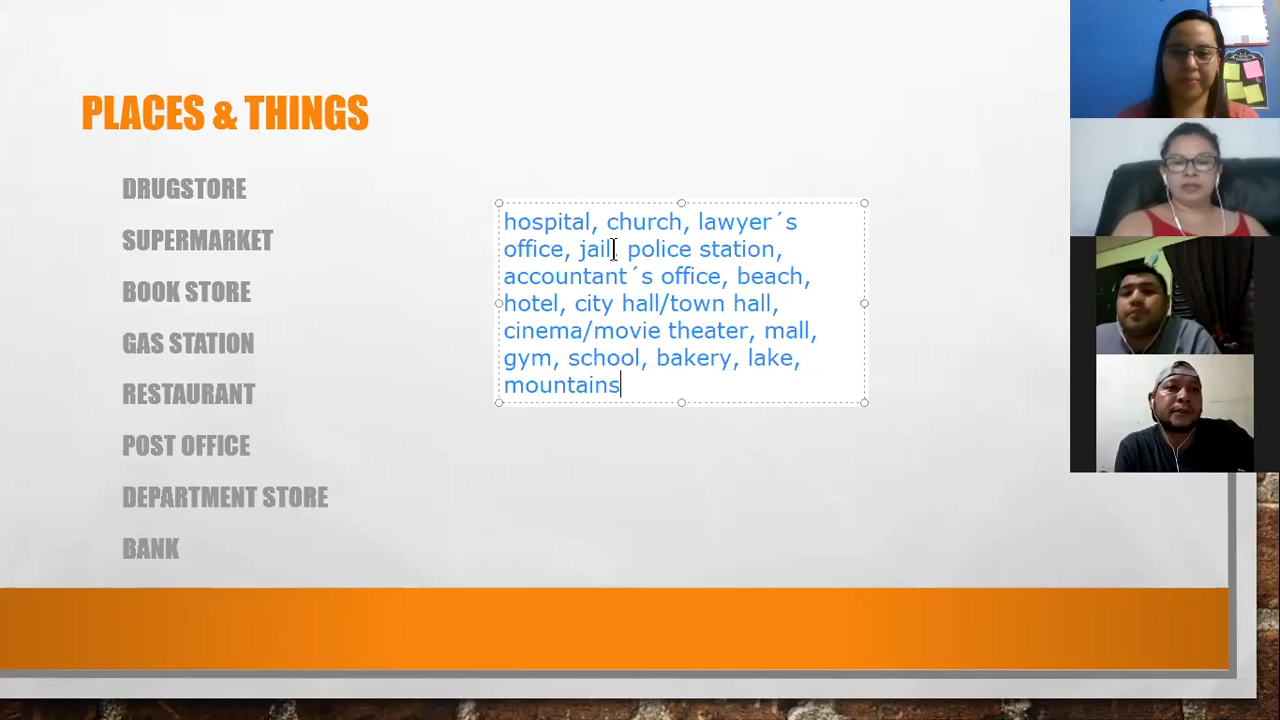 PLACES & THINGS
DRUGSTORE
SUPERMARKET
BOOK STORE
GAS STATION
RESTAURANT
POST OFFICE
DEPARTMENT STORE
BANK
hospital, church, lawyer´s
office, jail, police station,
accountant´s office, beach,
hotel, city hall/town hall,
cinema/movie theater, mall,
gym, school, bakery, lake,
mountains